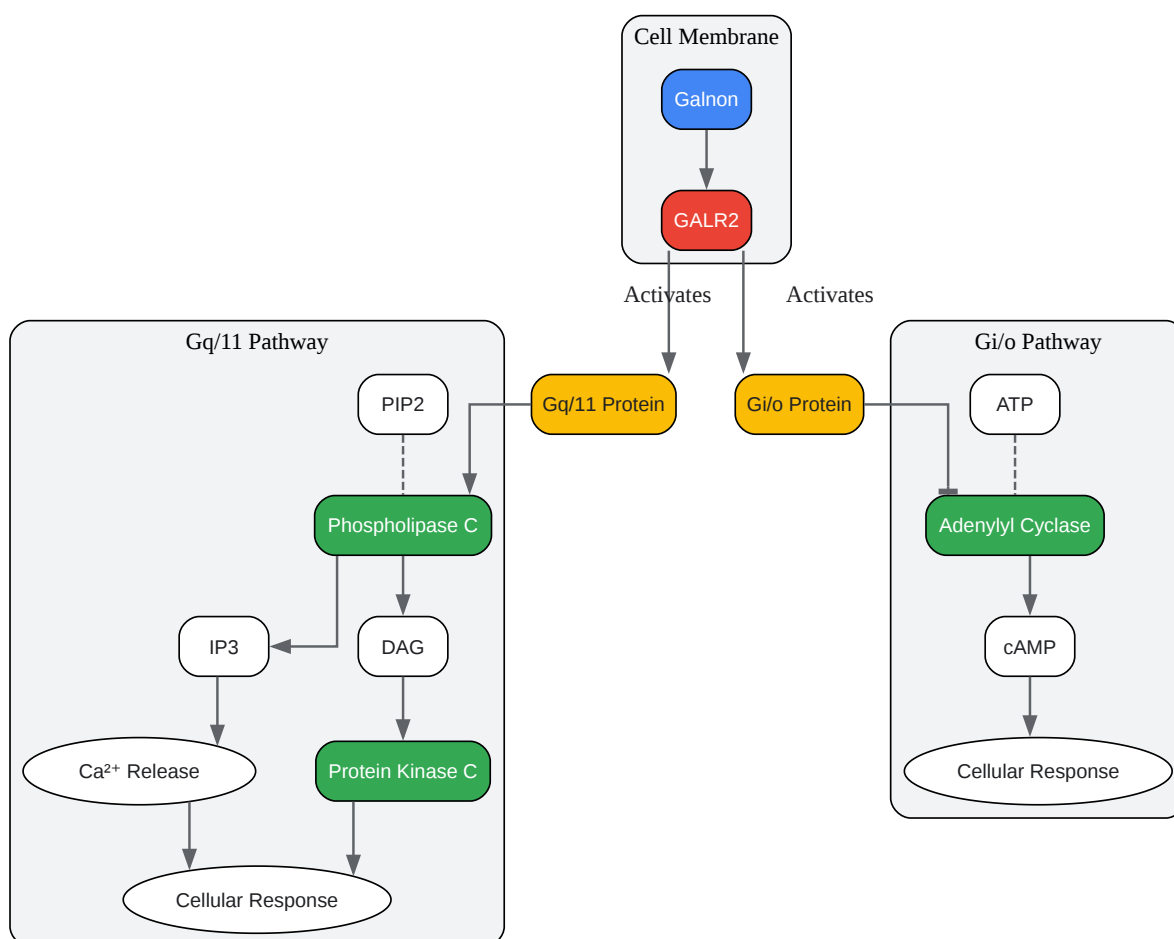 Cell Membrane
Galnon
GALR2
Activates
Activates
Gq/11 Pathway
Gi/o Pathway
PIP2
Gq/11 Protein
Gi/o Protein
ATP
Phospholipase C
Adenylyl Cyclase
IP3
DAG
cAMP
Ca²⁺ Release
Protein Kinase C
Cellular Response
Cellular Response